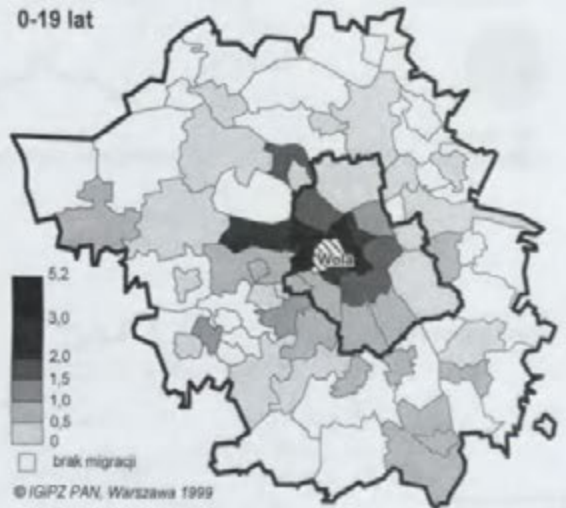 0-19 lat
Wola
5,2
3,0
2,0
1,5
1,0
0,5
0
brak migracji
© IGiPZ PAN, Warszawa 1999